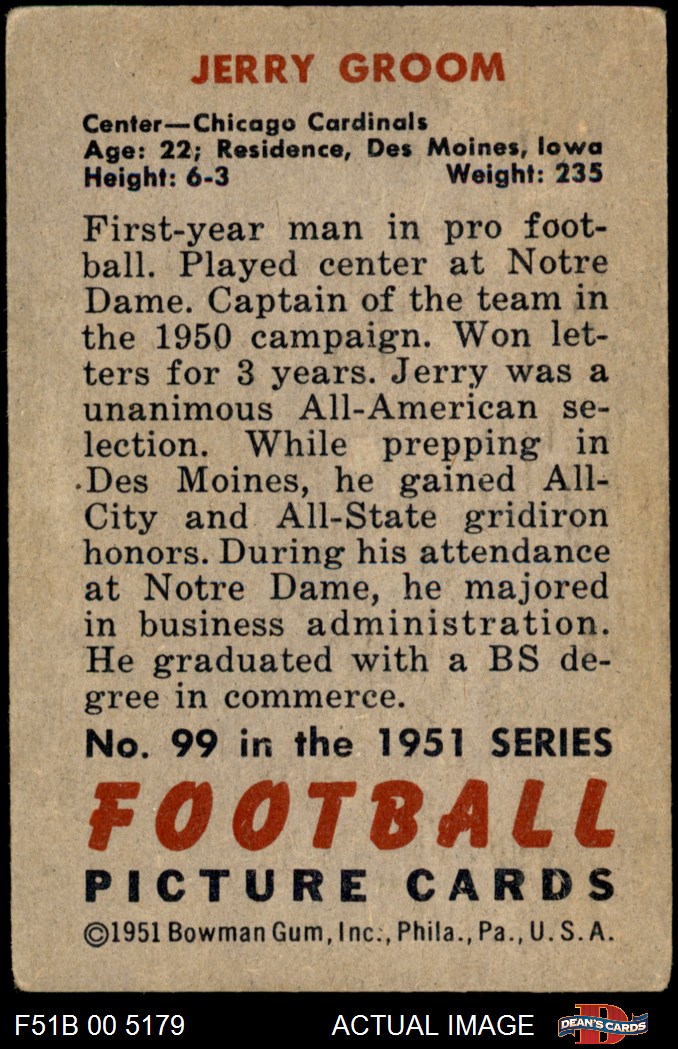 JERRY GROOM
Center—Chicago Cardinals
Age: 22; Residence, Des Moines, Iowa
Height: 6-3 Weight: 235
First-year man in pro foot-
ball. Played center at Notre
Dame. Captain of the team in
the 1950 campaign. Won let-
ters for 3 years. Jerry was a
unanimous All-American se-
lection. While prepping in
Des Moines, he gained All-
City and All-State gridiron
honors. During his attendance
at Notre Dame, he majored
in business administration.
He graduated with a BS de-
gree in commerce.
No. 99 in the 1951 SERIES
FOOTBALL
PICTURE CARDS
©1951 Bowman Gum, Inc., Phila., Pa., U.S.A.
F51B 00 5179 ACTUAL IMAGE D DEAN'S CARDS